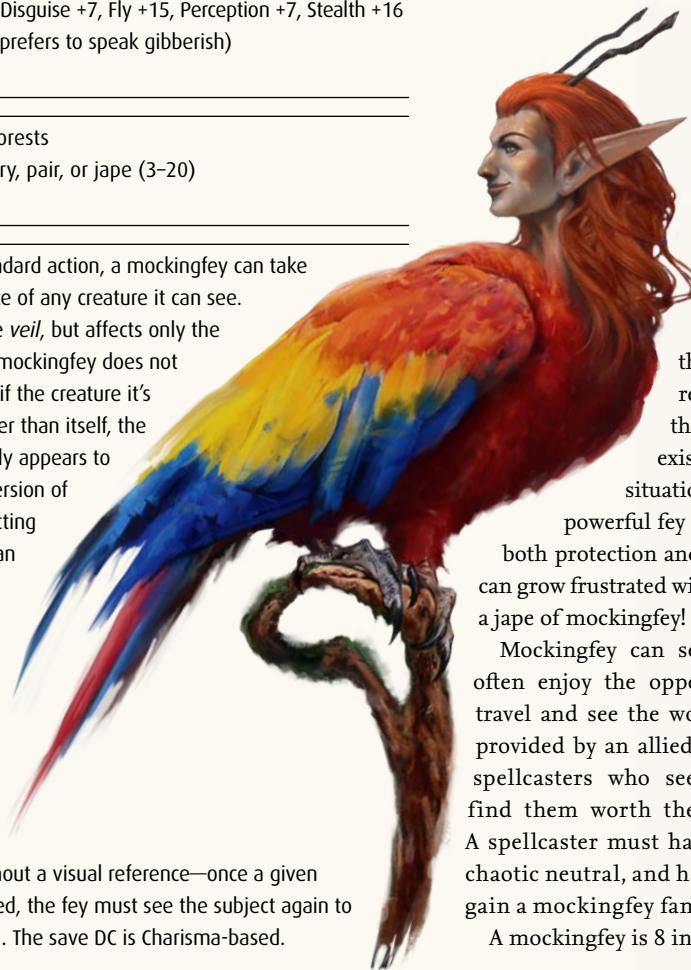 Disguise +7, Fly +15, Perception +7, Stealth +16
prefers to speak gibberish)
orests
ry, pair, or jape (3–20)
ndard action, a mockingfey can take
ce of any creature it can see.
e veil, but affects only the
mockingfey does not
if the creature it's
er than itself, the
ly appears to
ersion of
cting
an
out a visual reference—once a given
ed, the fey must see the subject again to
. The save DC is Charisma-based.
th
re
th
exis
situatio
powerful fey
both protection and
can grow frustrated wi
a jape of mockingfey!
Mockingfey can se
often enjoy the oppo
travel and see the wo
provided by an allied
spellcasters who see
find them worth the
A spellcaster must ha
chaotic neutral, and h
gain a mockingfey fam
A mockingfey is 8 in